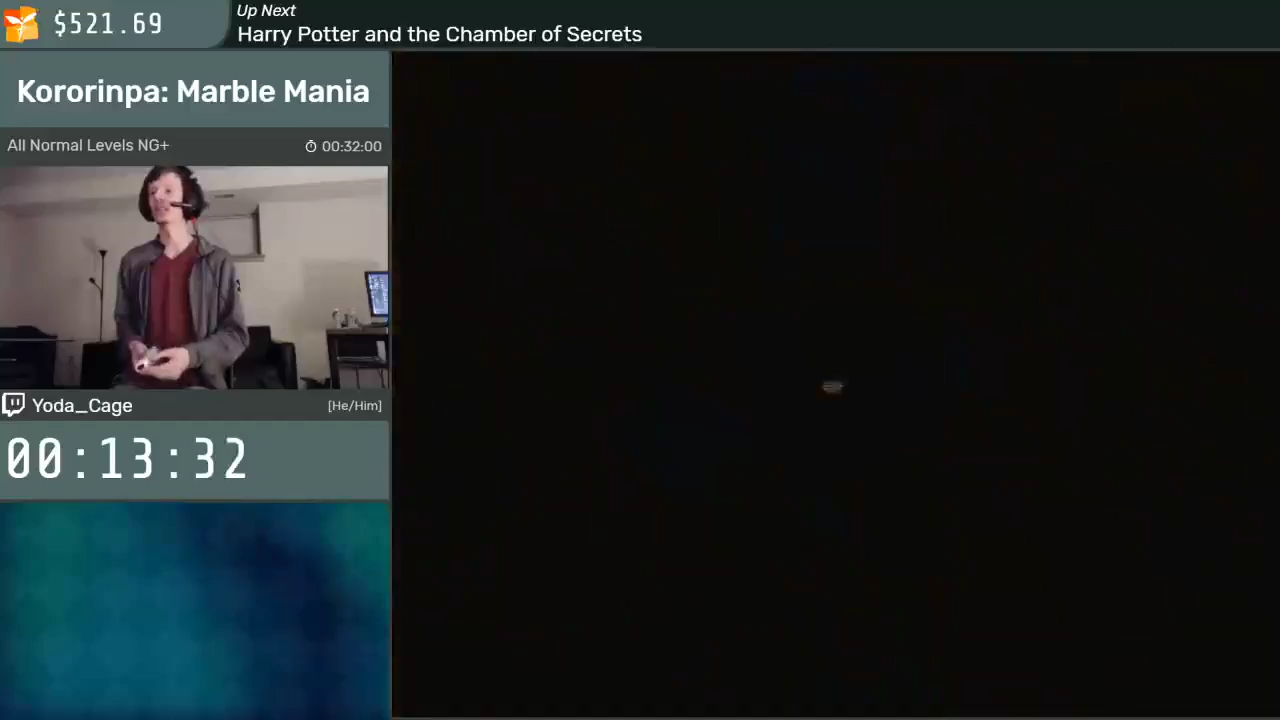 $521.69
Up Next
Harry Potter and the Chamber of Secrets
Kororinpa: Marble Mania
All Normal Levels NG+
00:32:00
Yoda_Cage
[He/Him]
00:13:32